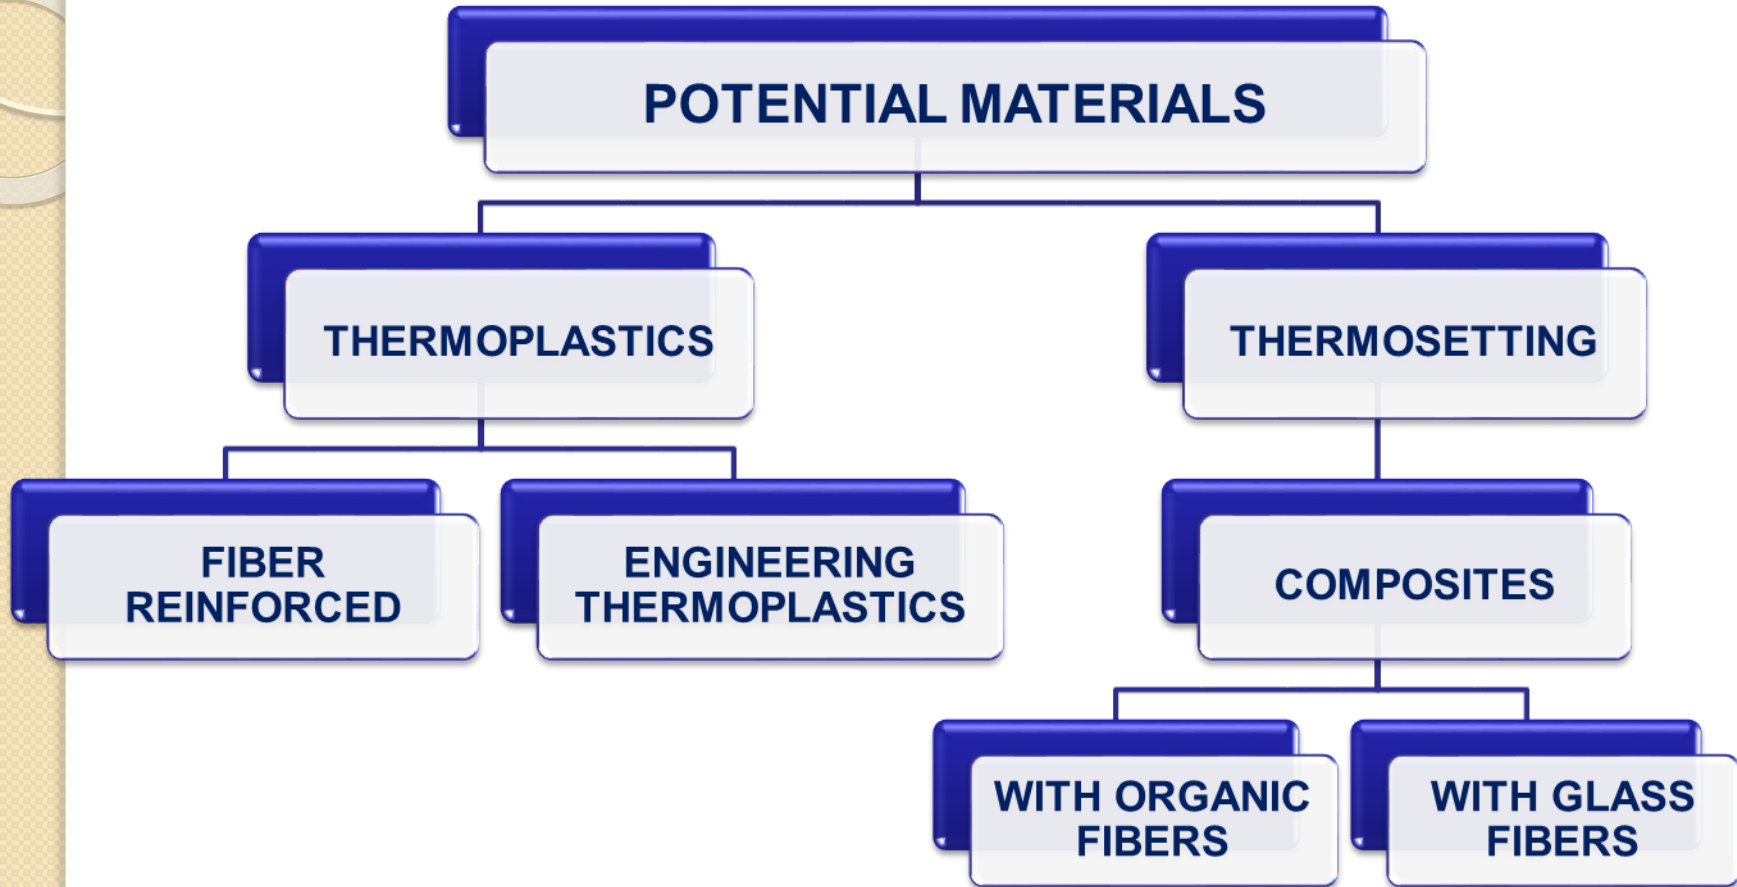 POTENTIAL MATERIALS
THERMOPLASTICS
THERMOSETTING
FIBER
REINFORCED
ENGINEERING
THERMOPLASTICS
COMPOSITES
WITH ORGANIC
FIBERS
WITH GLASS
FIBERS